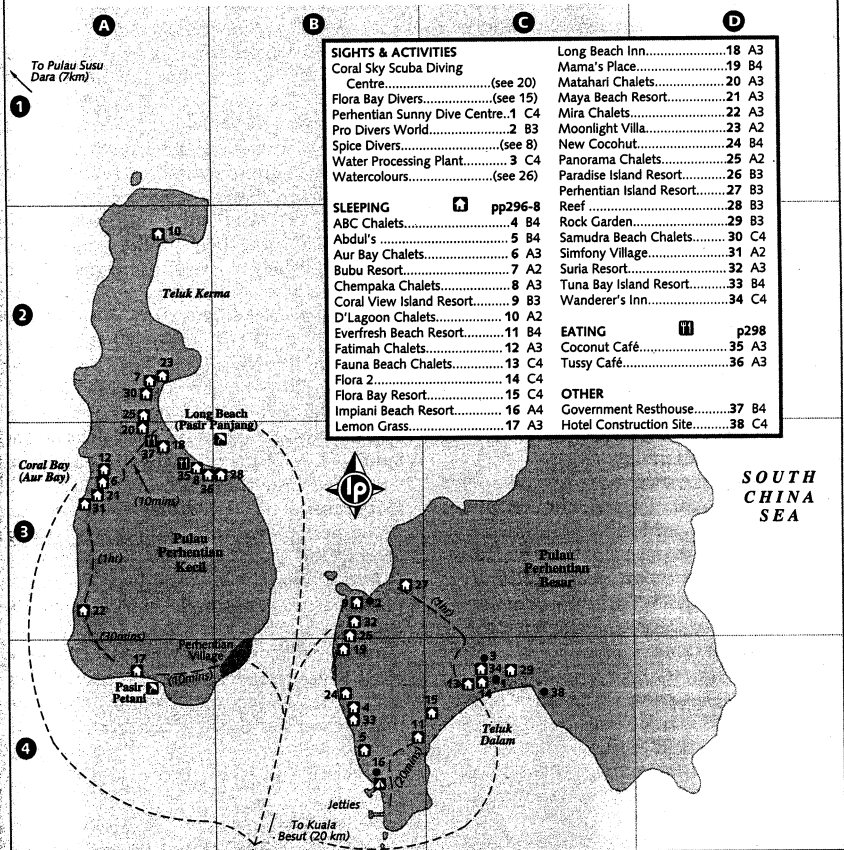 A
B
C
D
1
2
3
4
To Pulau Susu
Dara (7km)
SIGHTS & ACTIVITIES
Coral Sky Scuba Diving
Centre..............................(see 20)
Flora Bay Divers....................(see 15)
Perhentian Sunny Dive Centre..1 C4
Pro Divers World....................2 B3
Spice Divers..........................(see 8)
Water Processing Plant............3 C4
Watercolours........................(see 26)
SLEEPING pp296-8
ABC Chalets..........................4 B4
Abdul's ................................5 B4
Aur Bay Chalets.....................6 A3
Bubu Resort..........................7 A2
Chempaka Chalets.................8 A3
Coral View Island Resort..........9 B3
D'Lagoon Chalets..................10 A2
Everfresh Beach Resort...........11 B4
Fatimah Chalets....................12 A3
Fauna Beach Chalets..............13 C4
Flora 2................................14 C4
Flora Bay Resort...................15 C4
Impiani Beach Resort.............16 A4
Lemon Grass........................17 A3
Long Beach Inn.....................18 A3
Mama's Place.......................19 B4
Matahari Chalets...................20 A3
Maya Beach Resort................21 A3
Mira Chalets.........................22 A3
Moonlight Villa......................23 A2
New Cocohut........................24 B4
Panorama Chalets..................25 A2
Paradise Island Resort............26 B3
Perhentian Island Resort.........27 B3
Reef ...................................28 B3
Rock Garden.........................29 B3
Samudra Beach Chalets..........30 C4
Simfony Village.....................31 A2
Suria Resort.........................32 A3
Tuna Bay Island Resort...........33 B4
Wanderer's Inn.....................34 C4
EATING p298
Coconut Café........................35 A3
Tussy Café...........................36 A3
OTHER
Government Resthouse..........37 B4
Hotel Construction Site..........38 C4
10
Teluk Kerma
23
7
30
25
20
Long Beach
(Pasir Panjang)
37
18
Coral Bay
(Aur Bay)
12
6
21
31
35
8
28
(10mins)
Pulau
Perhentian
Kecil
(1hr)
22
(30mins)
17
(10mins)
Perhentian
Village
Pasir
Petani
LP
SOUTH
CHINA
SEA
Pulau
Perhentian
Besar
27
(1hr)
9
2
32
26
19
24
4
33
5
16
11
15
(20mins)
3
34
29
13
1
14
38
Teluk
Dalam
Jetties
To Kuala
Besut (20 km)